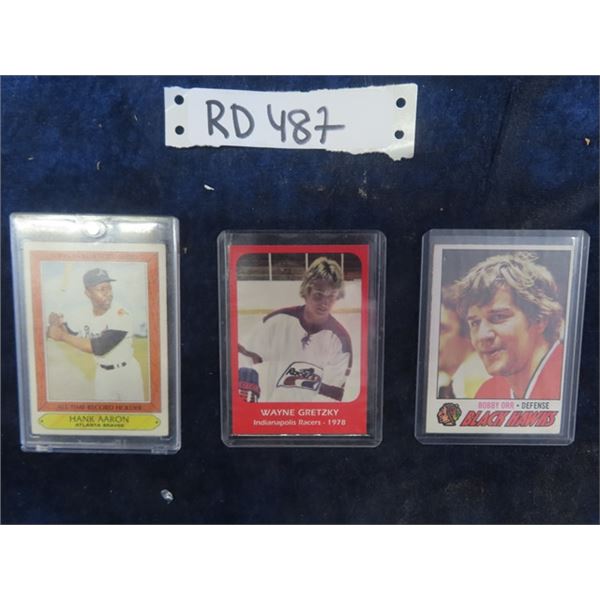 RD 487
ALL TIME RECORD HOLDER
HANK AARON
ATLANTA BRAVES
WAYNE GRETZKY
Indianapolis Racers - 1978
BOBBY ORR • DEFENSE
BLACK HAWKS